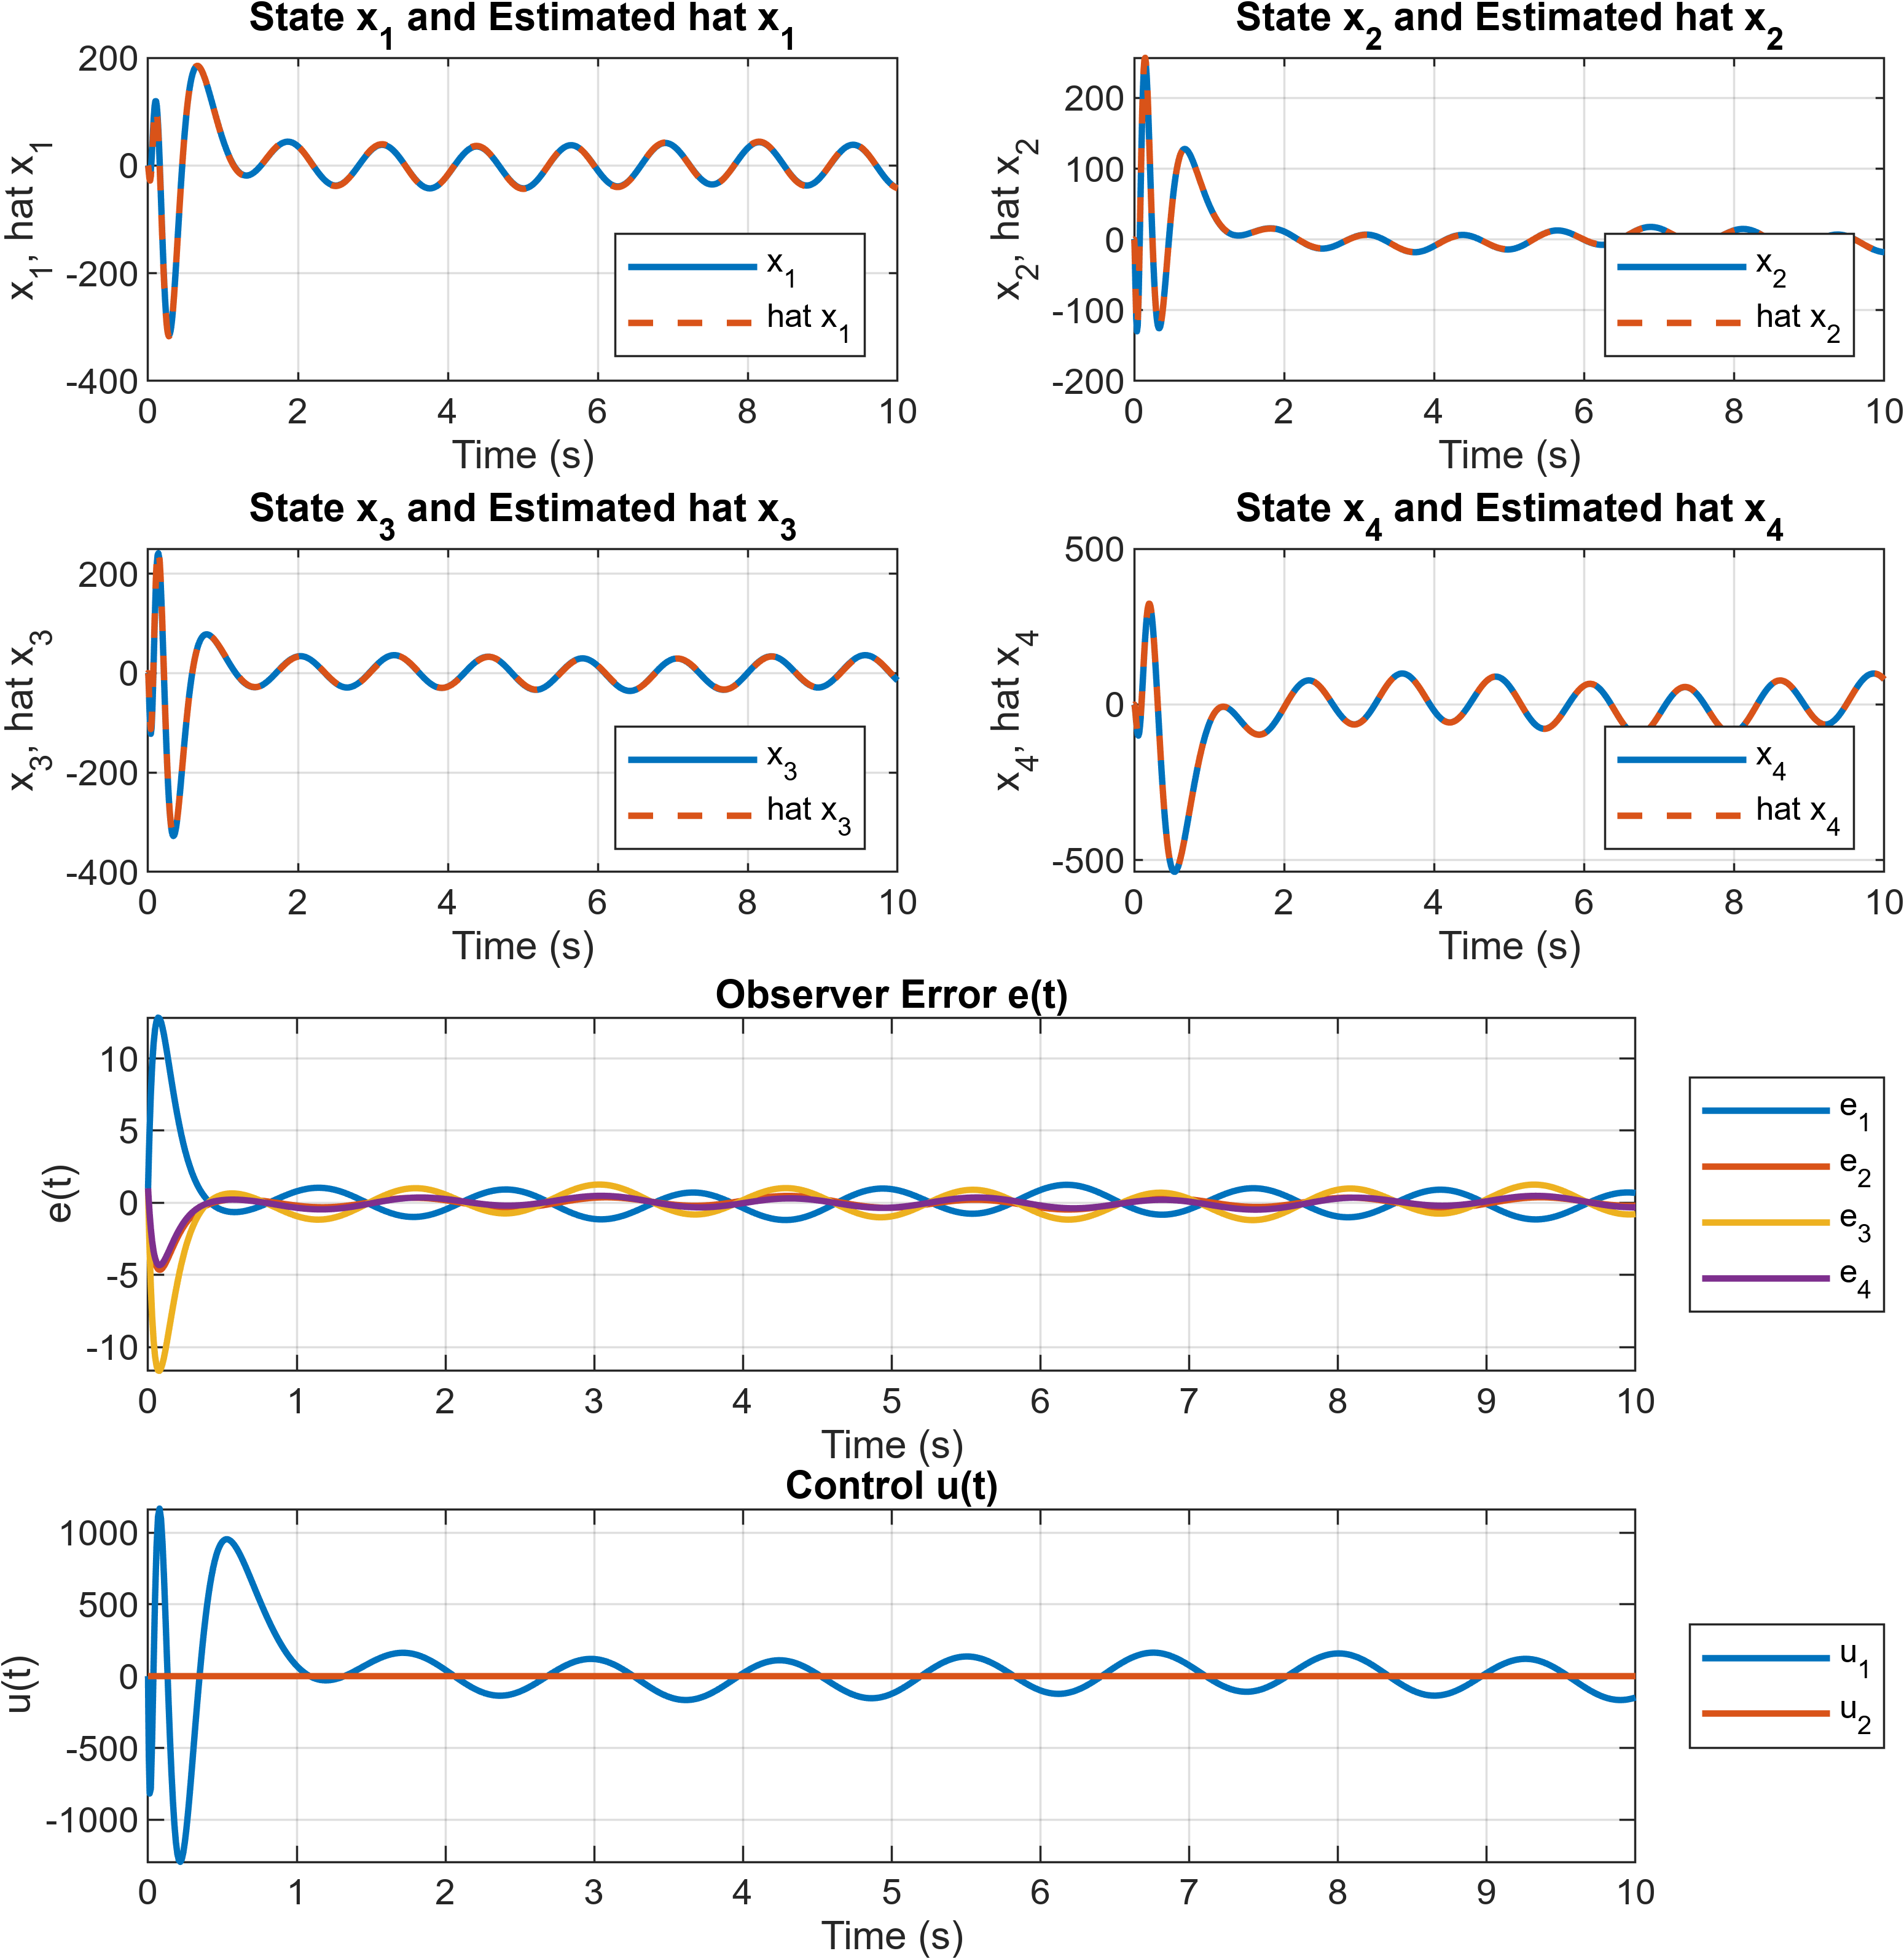 State x1 and Estimated hat x1
200
0
-200
-400
x1, hat x1
x1
hat x1
0 2 4 6 8 10
Time (s)
State x2 and Estimated hat x2
200
100
0
-100
-200
x2, hat x2
x2
hat x2
0 2 4 6 8 10
Time (s)
State x3 and Estimated hat x3
200
0
-200
-400
x3, hat x3
x3
hat x3
0 2 4 6 8 10
Time (s)
State x4 and Estimated hat x4
500
0
-500
x4, hat x4
x4
hat x4
0 2 4 6 8 10
Time (s)
Observer Error e(t)
10
5
0
-5
-10
e(t)
e1
e2
e3
e4
0 1 2 3 4 5 6 7 8 9 10
Time (s)
Control u(t)
1000
500
0
-500
-1000
u(t)
u1
u2
0 1 2 3 4 5 6 7 8 9 10
Time (s)